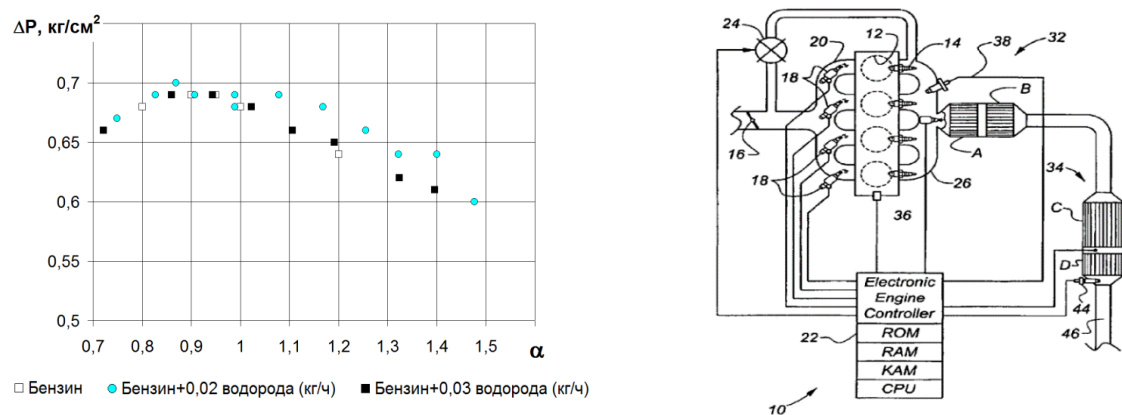 ΔP, кг/см²
0,7
0,65
0,6
0,55
0,5
0,7 0,8 0,9 1 1,1 1,2 1,3 1,4 1,5 α
Бензин Бензин+0,02 водорода (кг/ч) Бензин+0,03 водорода (кг/ч)
24
20
12
14
38
32
18
B
16
A
18
26
34
36
C
D
Electronic
Engine
Controller
44
22
ROM
46
RAM
KAM
10
CPU